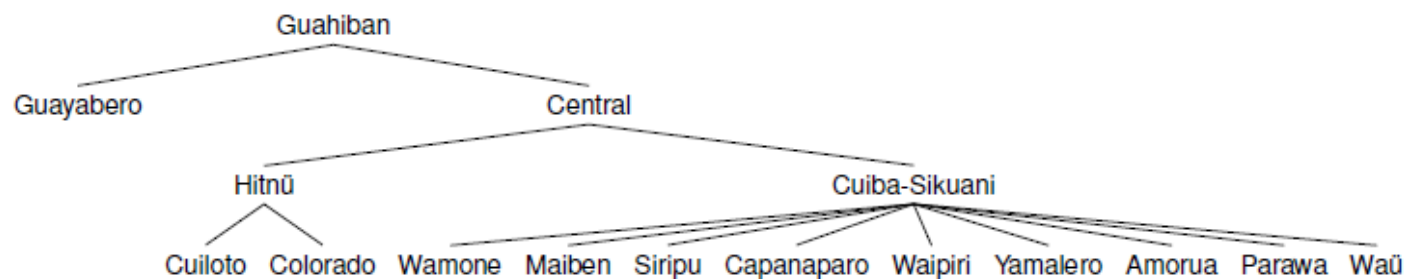 Guahiban
Guayabero Central
Hitnü Cuiba-Sikuani
Cuiloto Colorado Wamone Maiben Siripu Capanaparo Waipiri Yamalero Amorua Parawa Waü